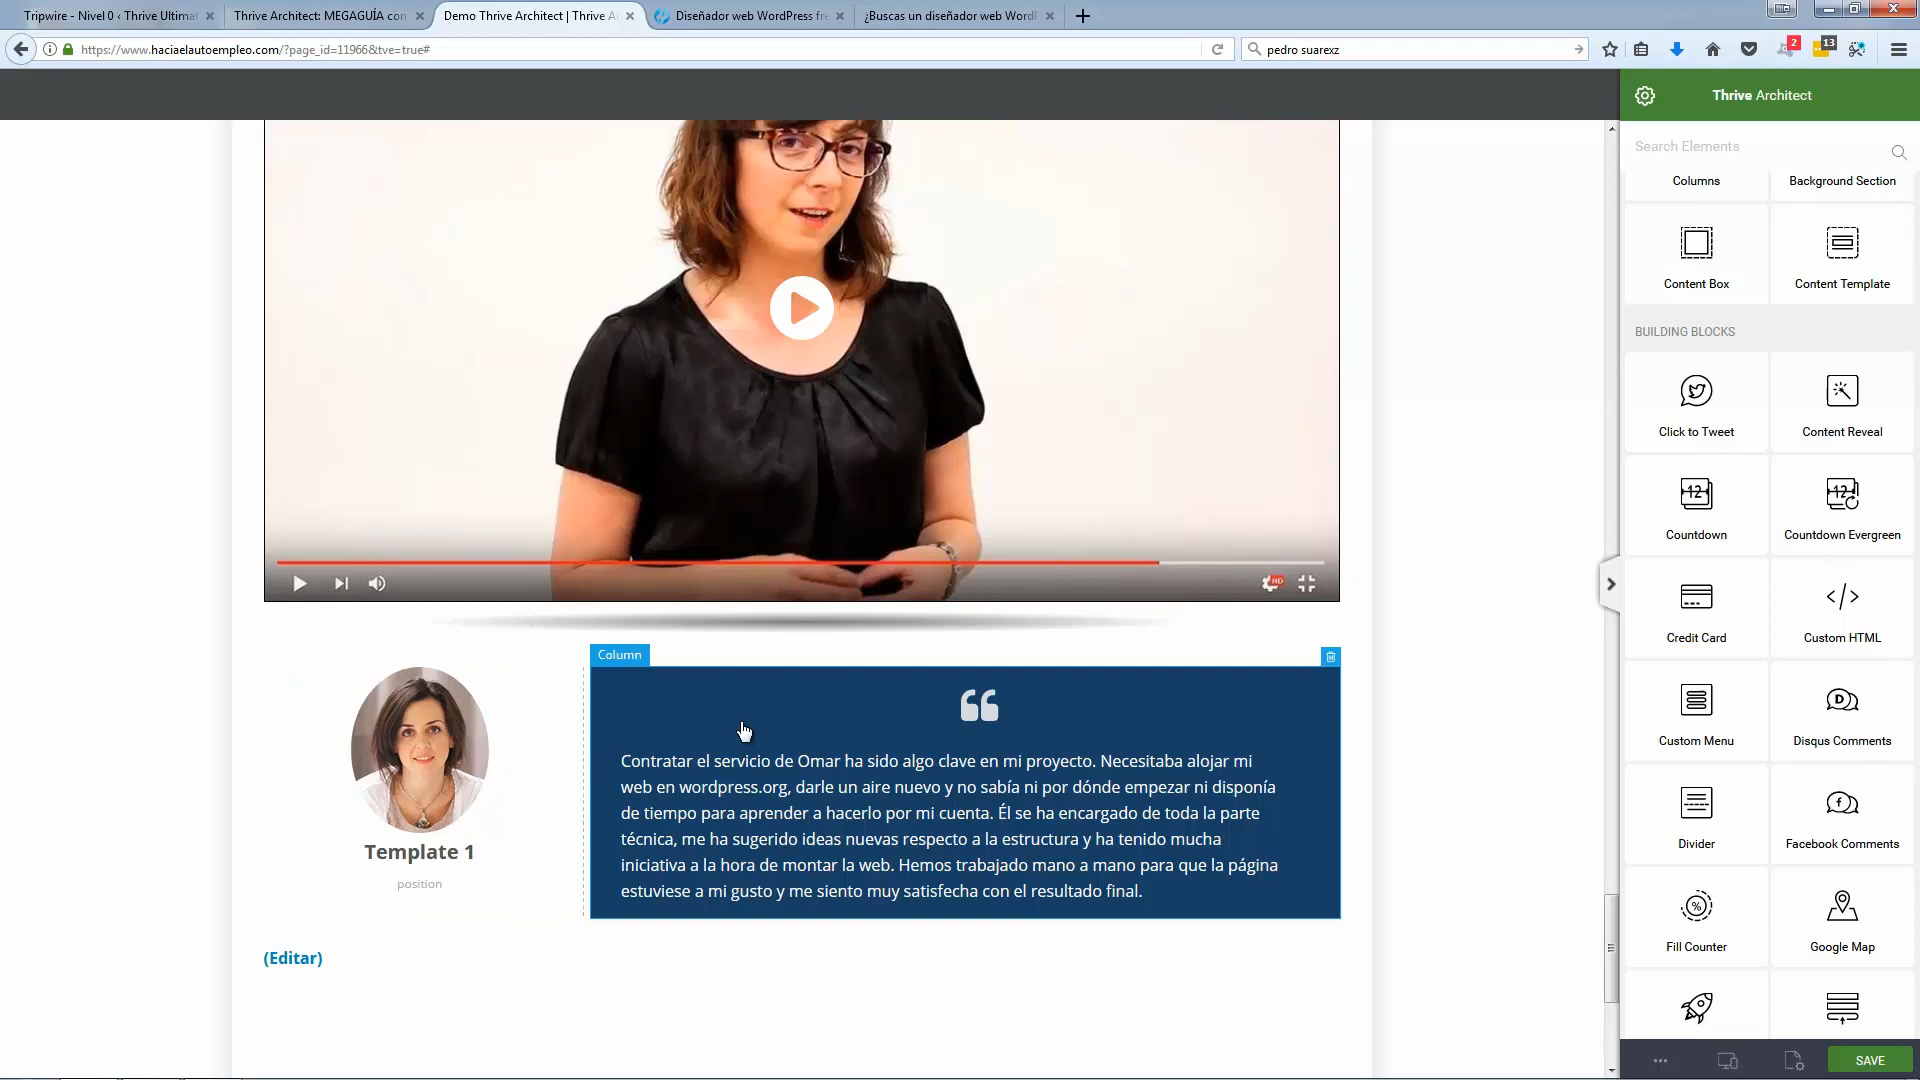 Tripwire - Nivel 0 ‹ Thrive Ultimat
Thrive Architect: MEGAGUÍA con
Demo Thrive Architect | Thrive A
Diseñador web WordPress fre
¿Buscas un diseñador web WordP
https://www.haciaelautoempleo.com/?page_id=11966&tve=true#
pedro suarexz
2
13
Thrive Architect
Search Elements
Columns
Background Section
Content Box
Content Template
BUILDING BLOCKS
Click to Tweet
Content Reveal
12
12
Countdown
Countdown Evergreen
Credit Card
Custom HTML
Custom Menu
Disqus Comments
Divider
Facebook Comments
Fill Counter
Google Map
SAVE
HD
Column
Contratar el servicio de Omar ha sido algo clave en mi proyecto. Necesitaba alojar mi
web en wordpress.org, darle un aire nuevo y no sabía ni por dónde empezar ni disponía
de tiempo para aprender a hacerlo por mi cuenta. Él se ha encargado de toda la parte
técnica, me ha sugerido ideas nuevas respecto a la estructura y ha tenido mucha
iniciativa a la hora de montar la web. Hemos trabajado mano a mano para que la página
estuviese a mi gusto y me siento muy satisfecha con el resultado final.
Template 1
position
(Editar)